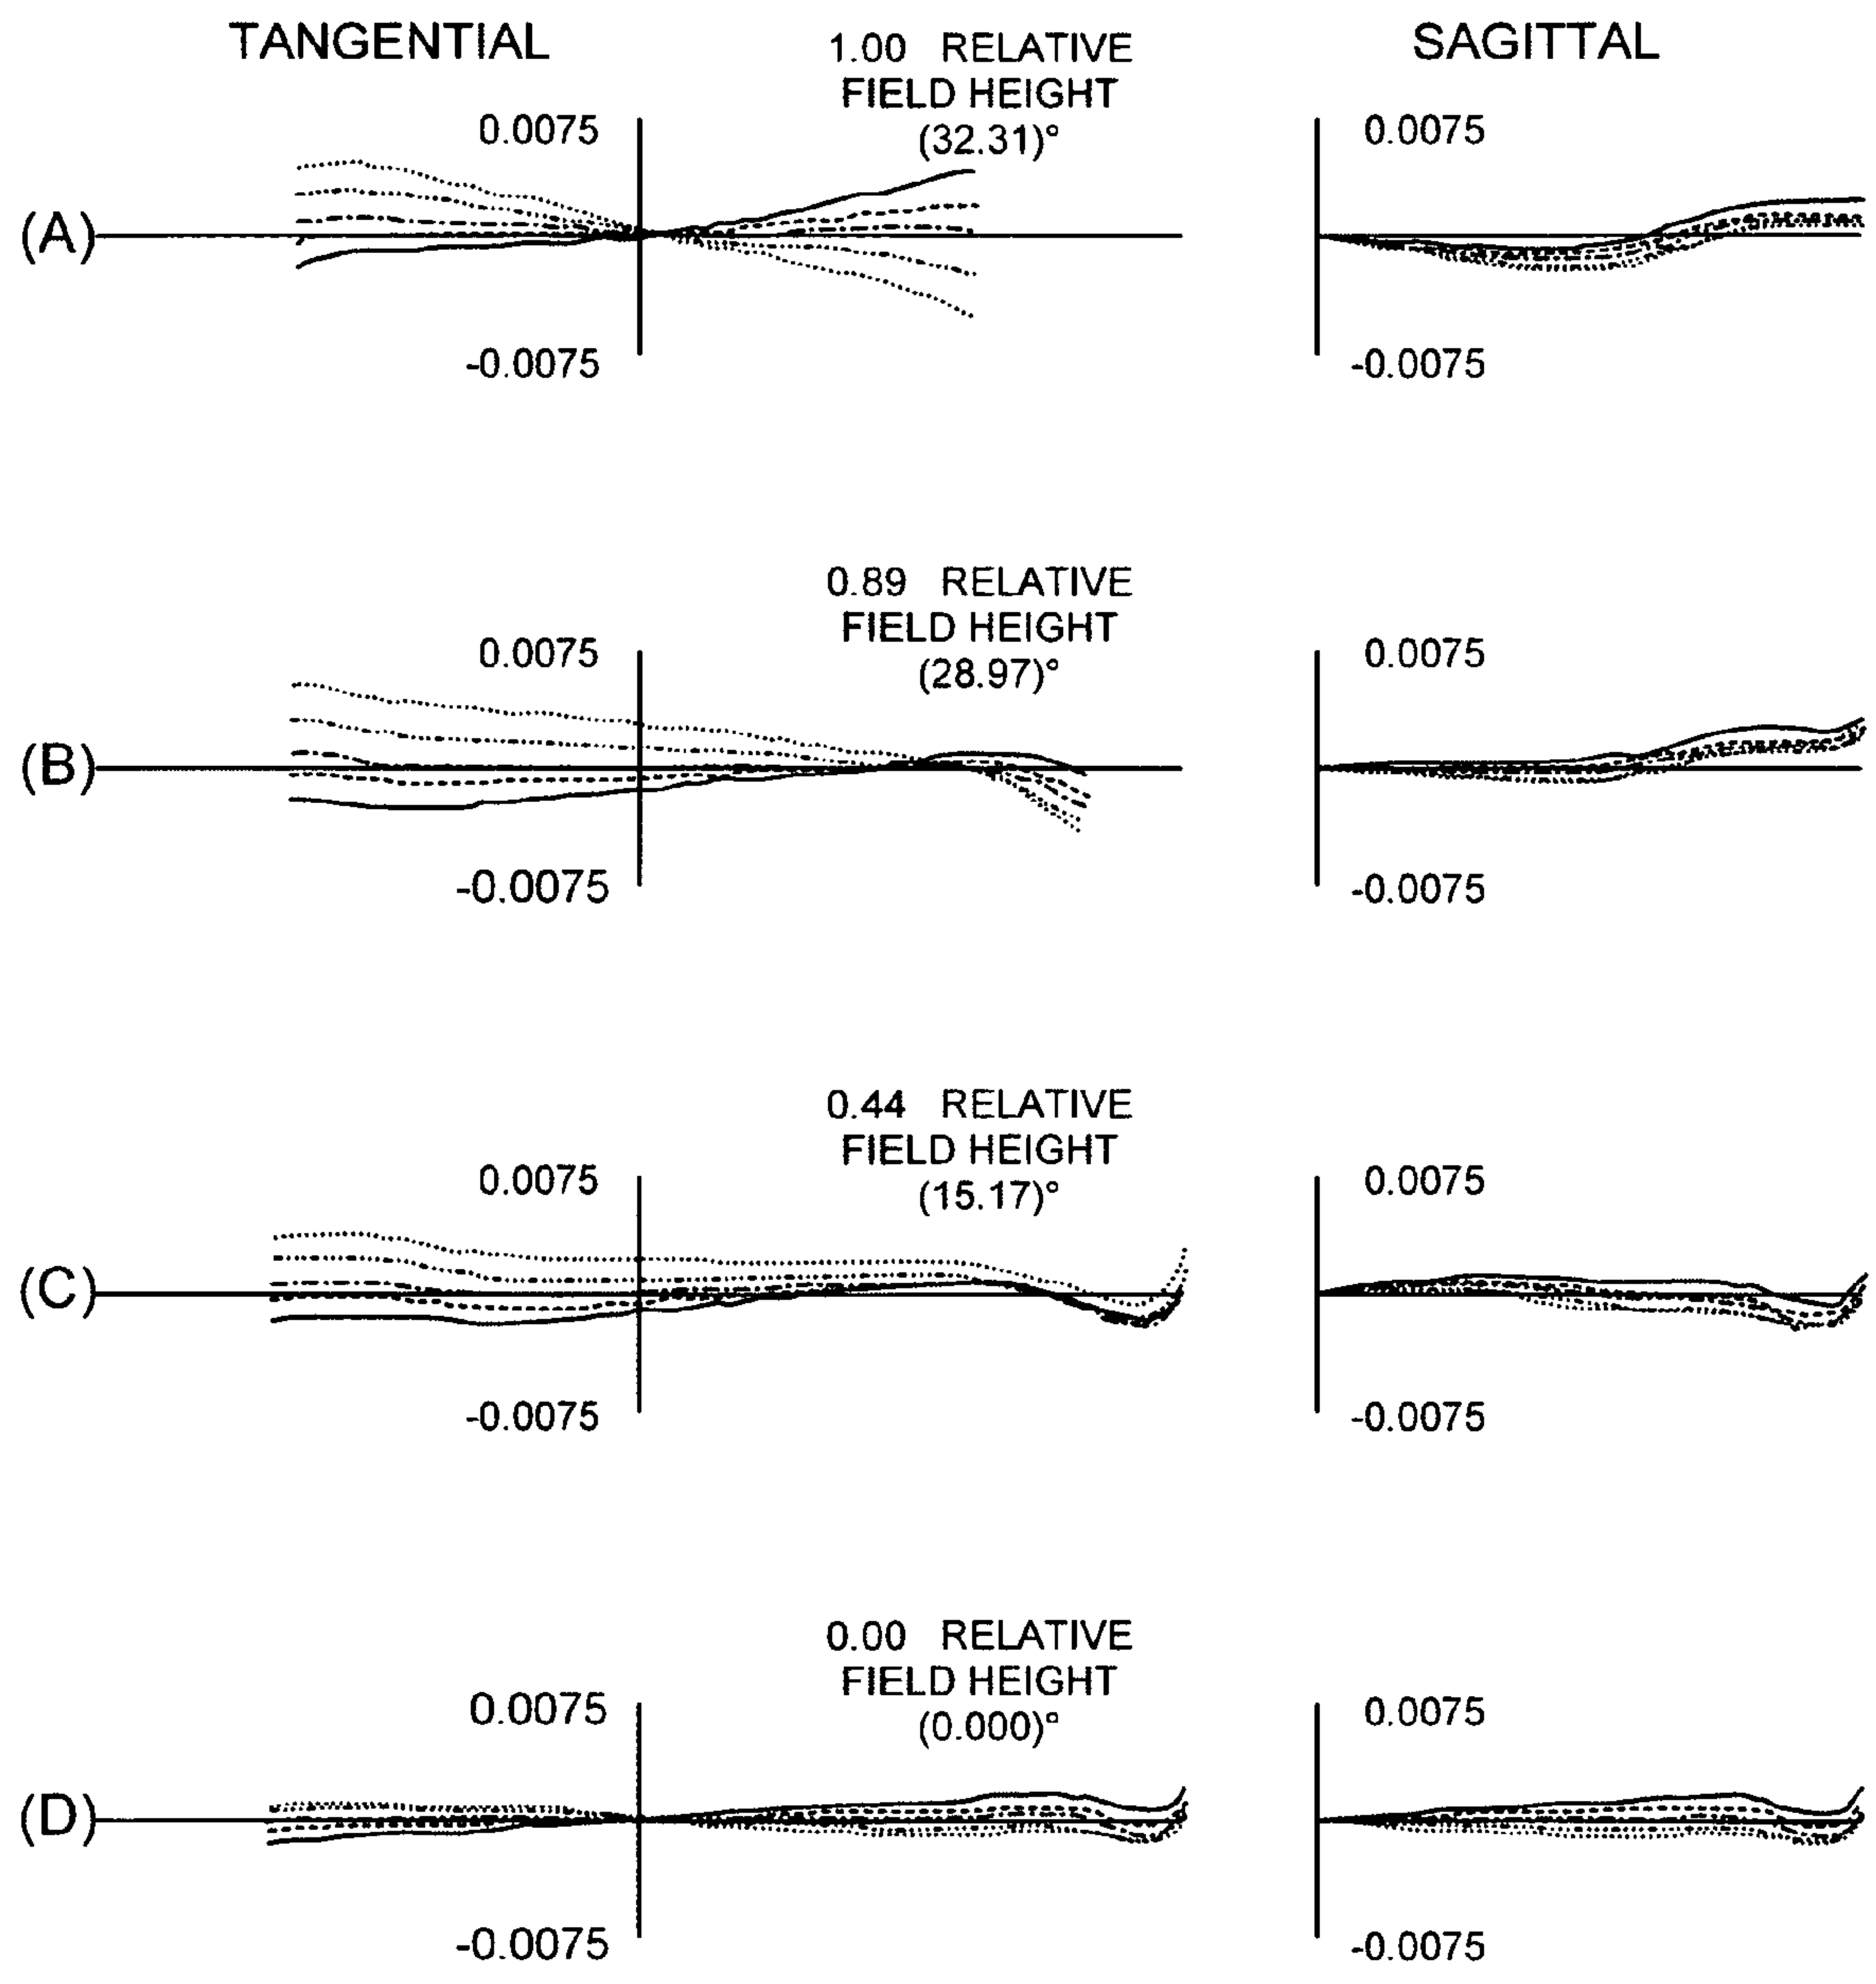 TANGENTIAL
1.00 RELATIVE
FIELD HEIGHT
(32.31)°
SAGITTAL
0.0075
0.0075
(A)
-0.0075
-0.0075
0.89 RELATIVE
FIELD HEIGHT
(28.97)°
0.0075
0.0075
(B)
-0.0075
-0.0075
0.44 RELATIVE
FIELD HEIGHT
(15.17)°
0.0075
0.0075
(C)
-0.0075
-0.0075
0.00 RELATIVE
FIELD HEIGHT
(0.000)°
0.0075
0.0075
(D)
-0.0075
-0.0075